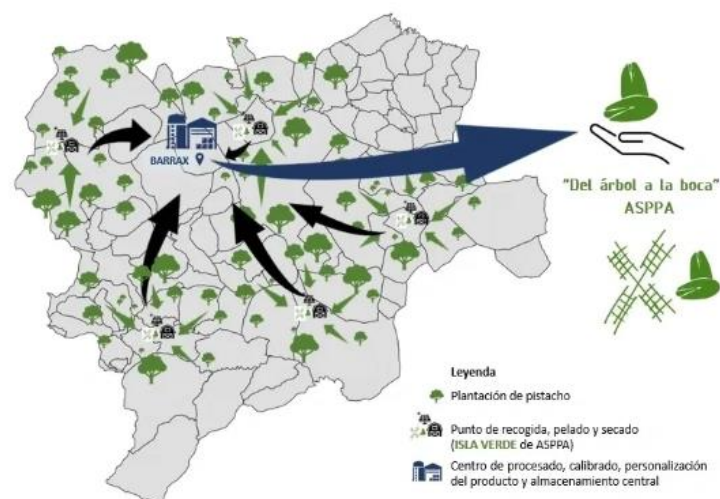 BARRAX
"Del árbol a la boca"
ASPPA
Leyenda
Plantación de pistacho
Punto de recogida, pelado y secado
(ISLA VERDE de ASPPA)
Centro de procesado, calibrado, personalización
del producto y almacenamiento central